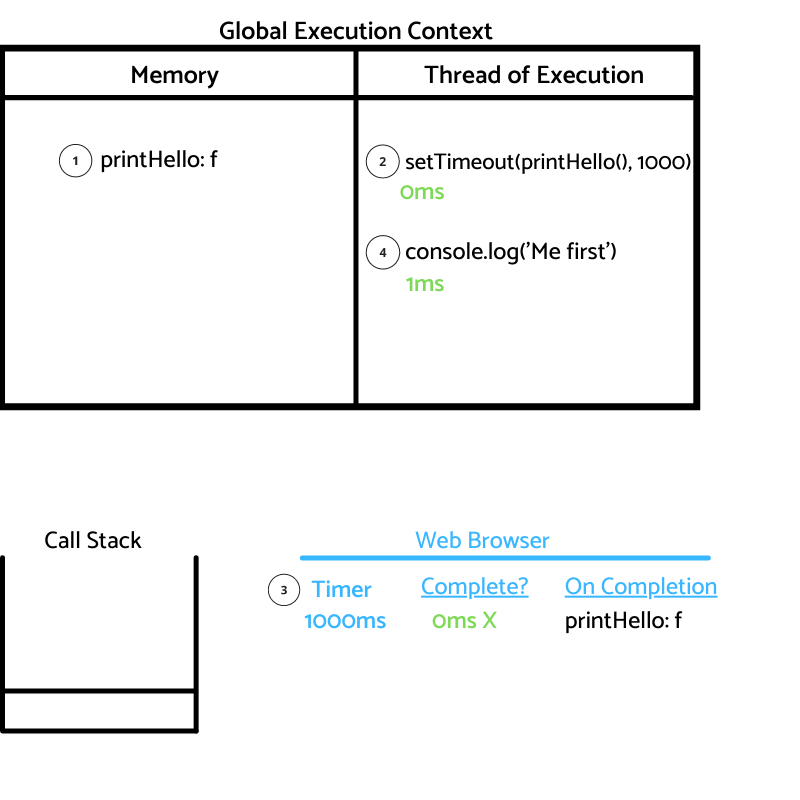 Global Execution Context
Memory
Thread of Execution
1 printHello: f
2 setTimeout(printHello(), 1000)
0ms
4 console.log('Me first')
1ms
Call Stack
Web Browser
3 Timer Complete? On Completion
1000ms 0ms X printHello: f